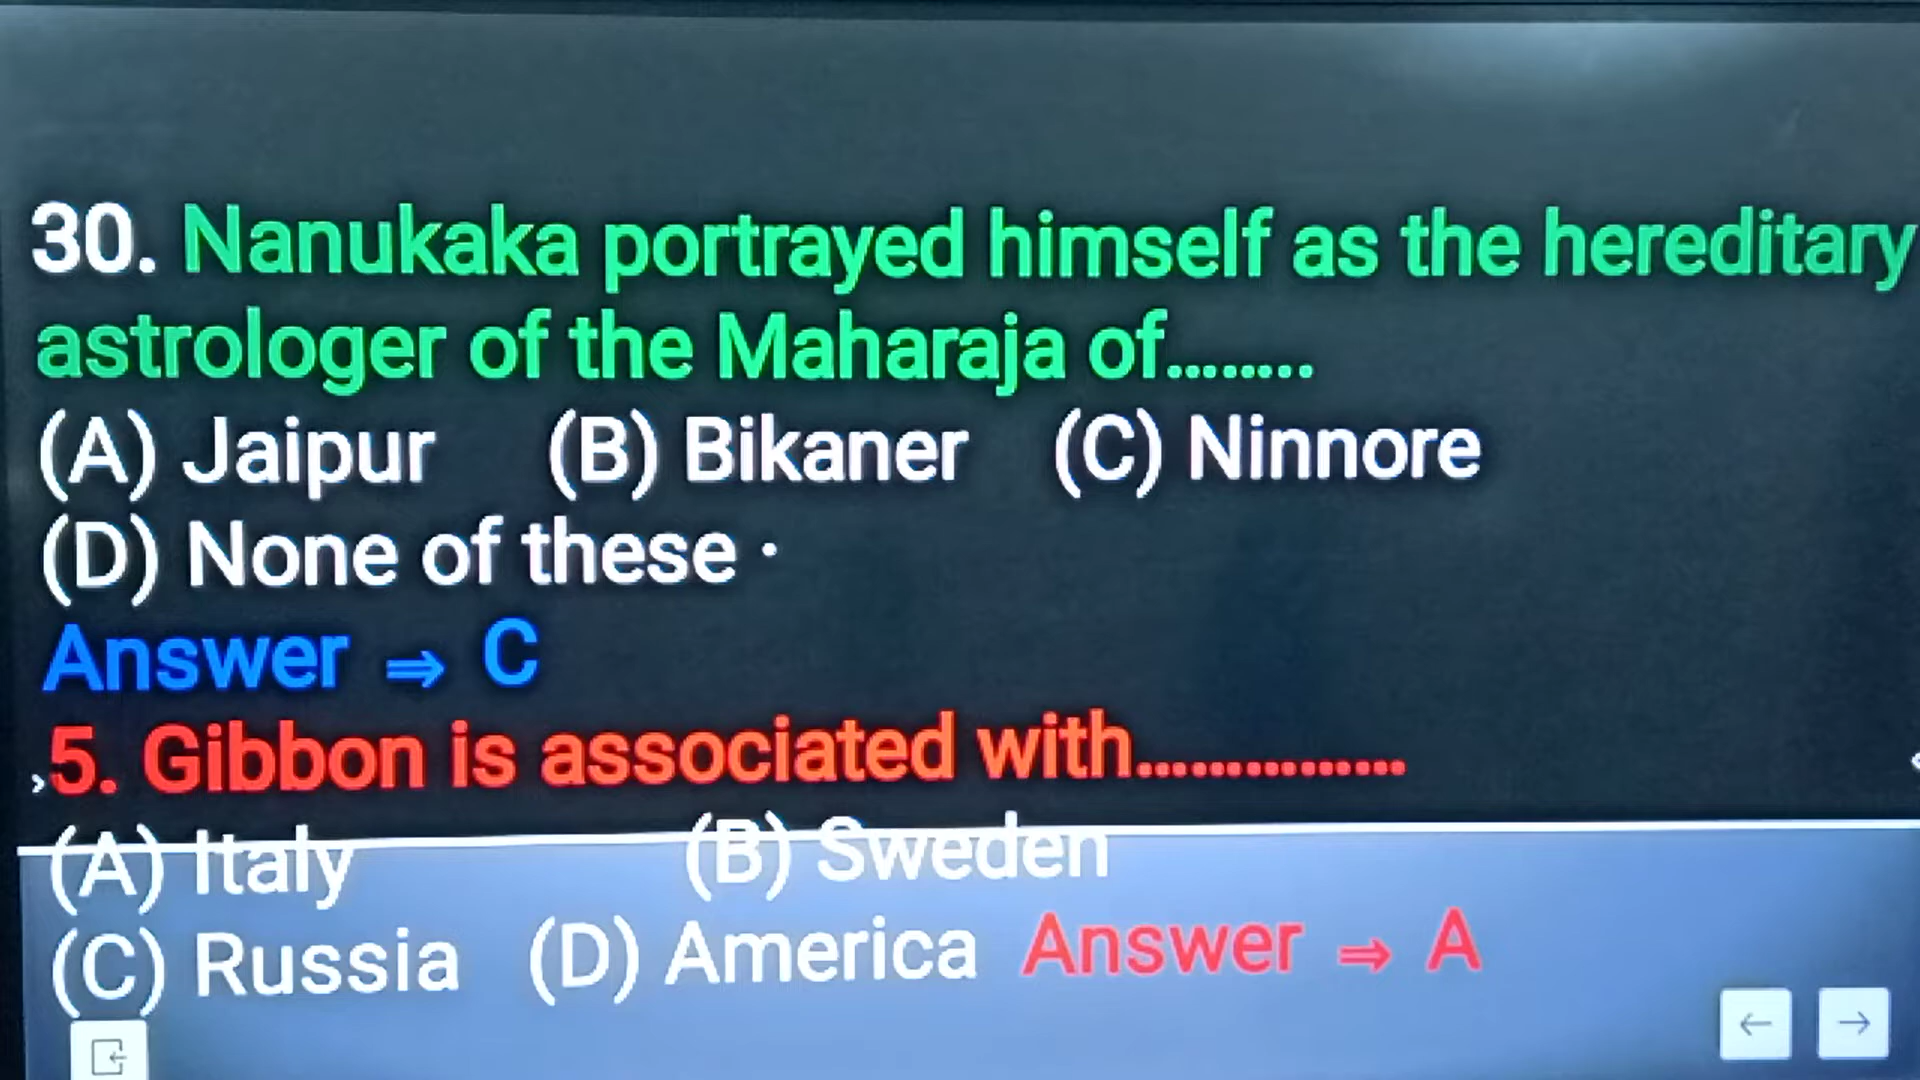 30. Nanukaka portrayed himself as the hereditary
astrologer of the Maharaja of........
(A) Jaipur (B) Bikaner (C) Ninnore
(D) None of these ·
Answer ⇒ C
5. Gibbon is associated with...............
(A) Italy (B) Sweden
(C) Russia (D) America Answer ⇒ A